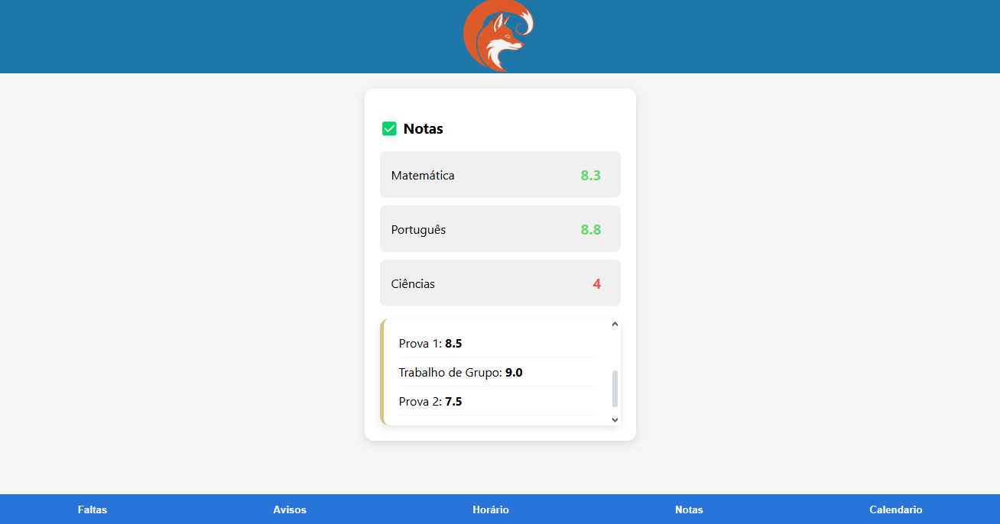 Notas
Matemática 8.3
Português 8.8
Ciências 4
Prova 1: 8.5
Trabalho de Grupo: 9.0
Prova 2: 7.5
Faltas Avisos Horário Notas Calendario